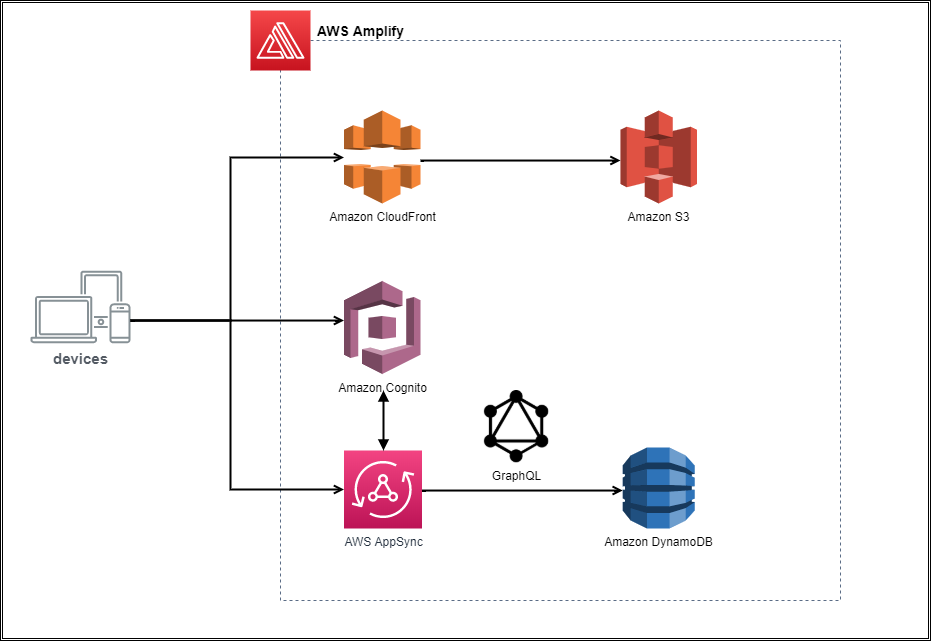 AWS Amplify
Amazon CloudFront
Amazon S3
devices
Amazon Cognito
GraphQL
AWS AppSync
Amazon DynamoDB